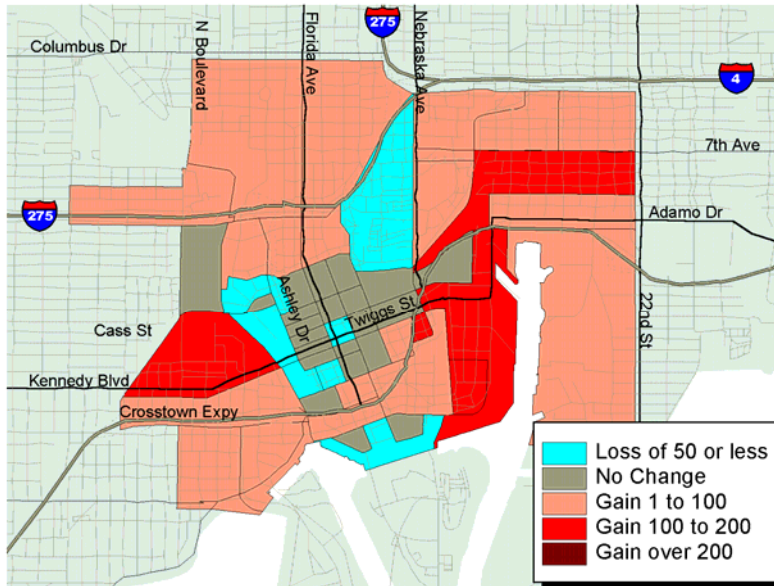 275
Columbus Dr
N Boulevard
Florida Ave
Nebraska Ave
4
7th Ave
275
Adamo Dr
Ashley Dr
Twiggs St
Cass St
22nd St
Kennedy Blvd
Crosstown Expy
Loss of 50 or less
No Change
Gain 1 to 100
Gain 100 to 200
Gain over 200